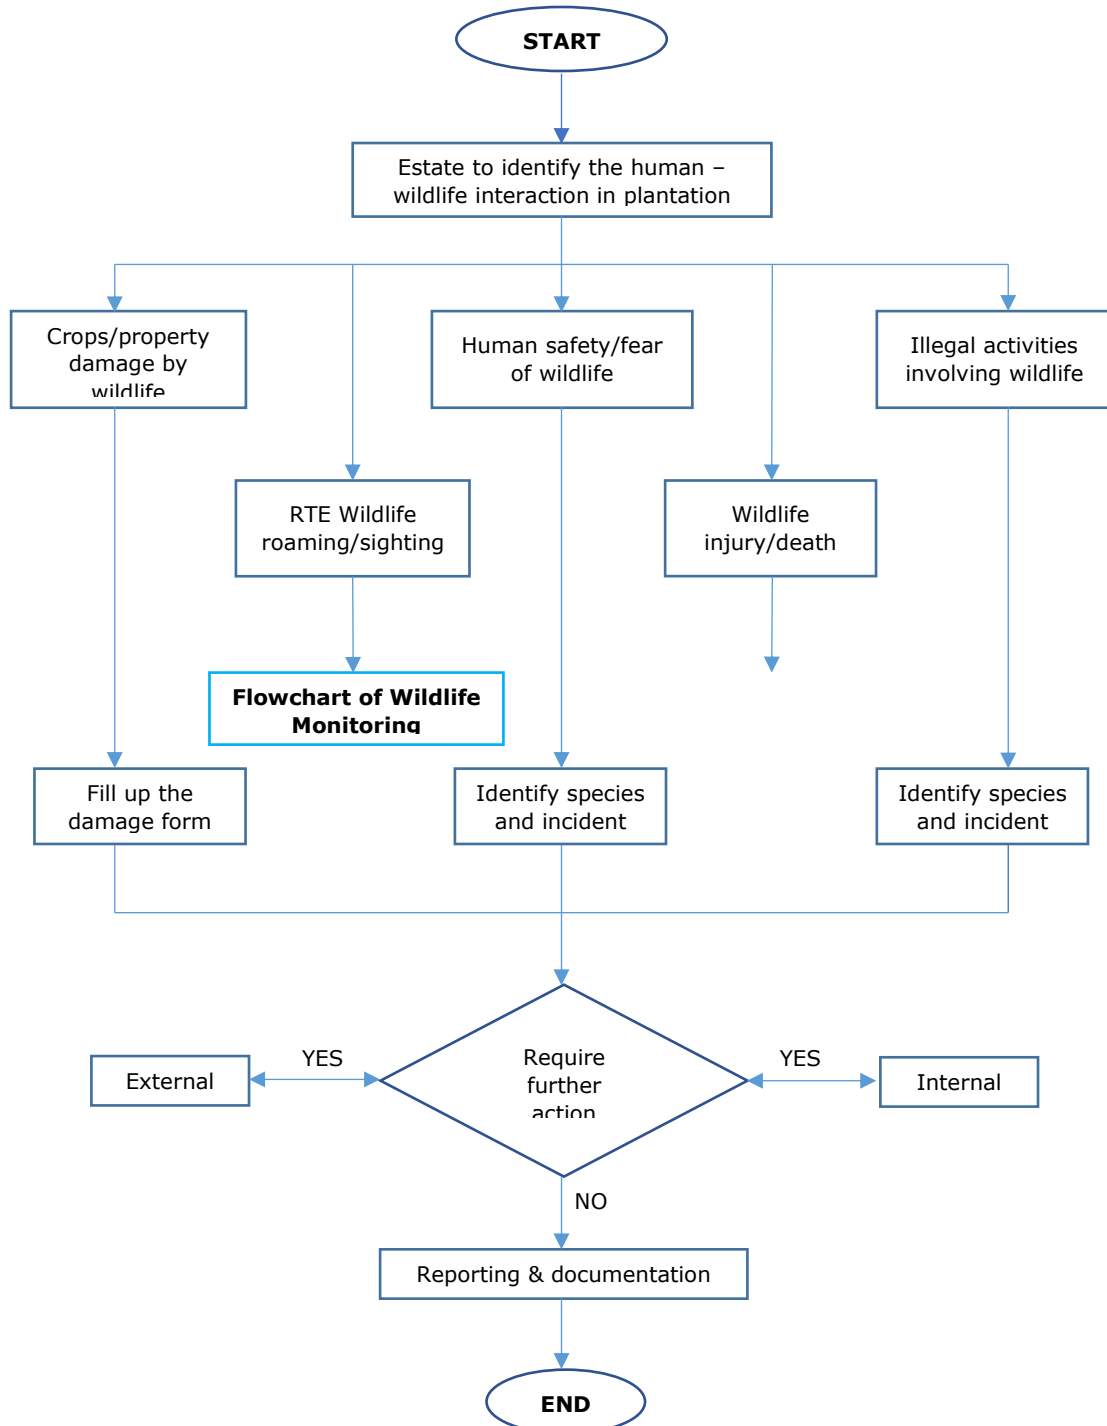 START
Estate to identify the human –
wildlife interaction in plantation
Crops/property
damage by
wildlife
Human safety/fear
of wildlife
Illegal activities
involving wildlife
RTE Wildlife
roaming/sighting
Wildlife
injury/death
Flowchart of Wildlife
Monitoring
Fill up the
damage form
Identify species
and incident
Identify species
and incident
YES
YES
External
Require
further
action
Internal
NO
Reporting & documentation
END